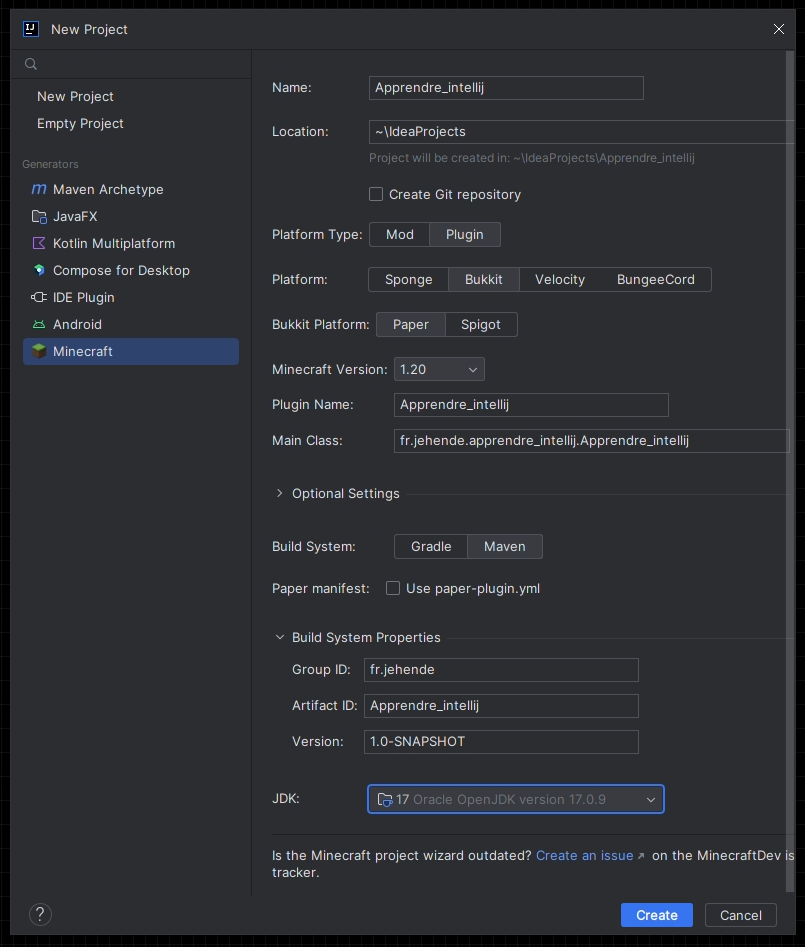 New Project
New Project
Empty Project
Generators
Maven Archetype
JavaFX
Kotlin Multiplatform
Compose for Desktop
IDE Plugin
Android
Minecraft
Name: Apprendre_intellij
Location: ~\IdeaProjects
Project will be created in: ~\IdeaProjects\Apprendre_intellij
Create Git repository
Platform Type: Mod Plugin
Platform: Sponge Bukkit Velocity BungeeCord
Bukkit Platform: Paper Spigot
Minecraft Version: 1.20
Plugin Name: Apprendre_intellij
Main Class: fr.jehende.apprendre_intellij.Apprendre_intellij
Optional Settings
Build System: Gradle Maven
Paper manifest: Use paper-plugin.yml
Build System Properties
Group ID: fr.jehende
Artifact ID: Apprendre_intellij
Version: 1.0-SNAPSHOT
JDK: 17 Oracle OpenJDK version 17.0.9
Is the Minecraft project wizard outdated? Create an issue ↗ on the MinecraftDev is
tracker.
? Create Cancel